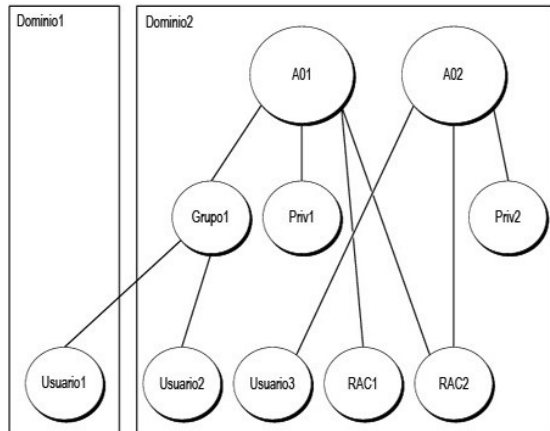 Dominio1
Dominio2
A01
A02
Grupo1
Priv1
Priv2
Usuario1
Usuario2
Usuario3
RAC1
RAC2